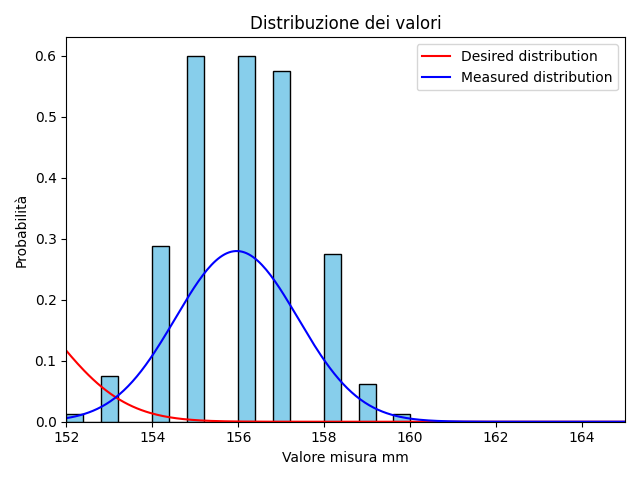 Distribuzione dei valori
Desired distribution
Measured distribution
Probabilità
0.6
0.5
0.4
0.3
0.2
0.1
0.0
152 154 156 158 160 162 164
Valore misura mm